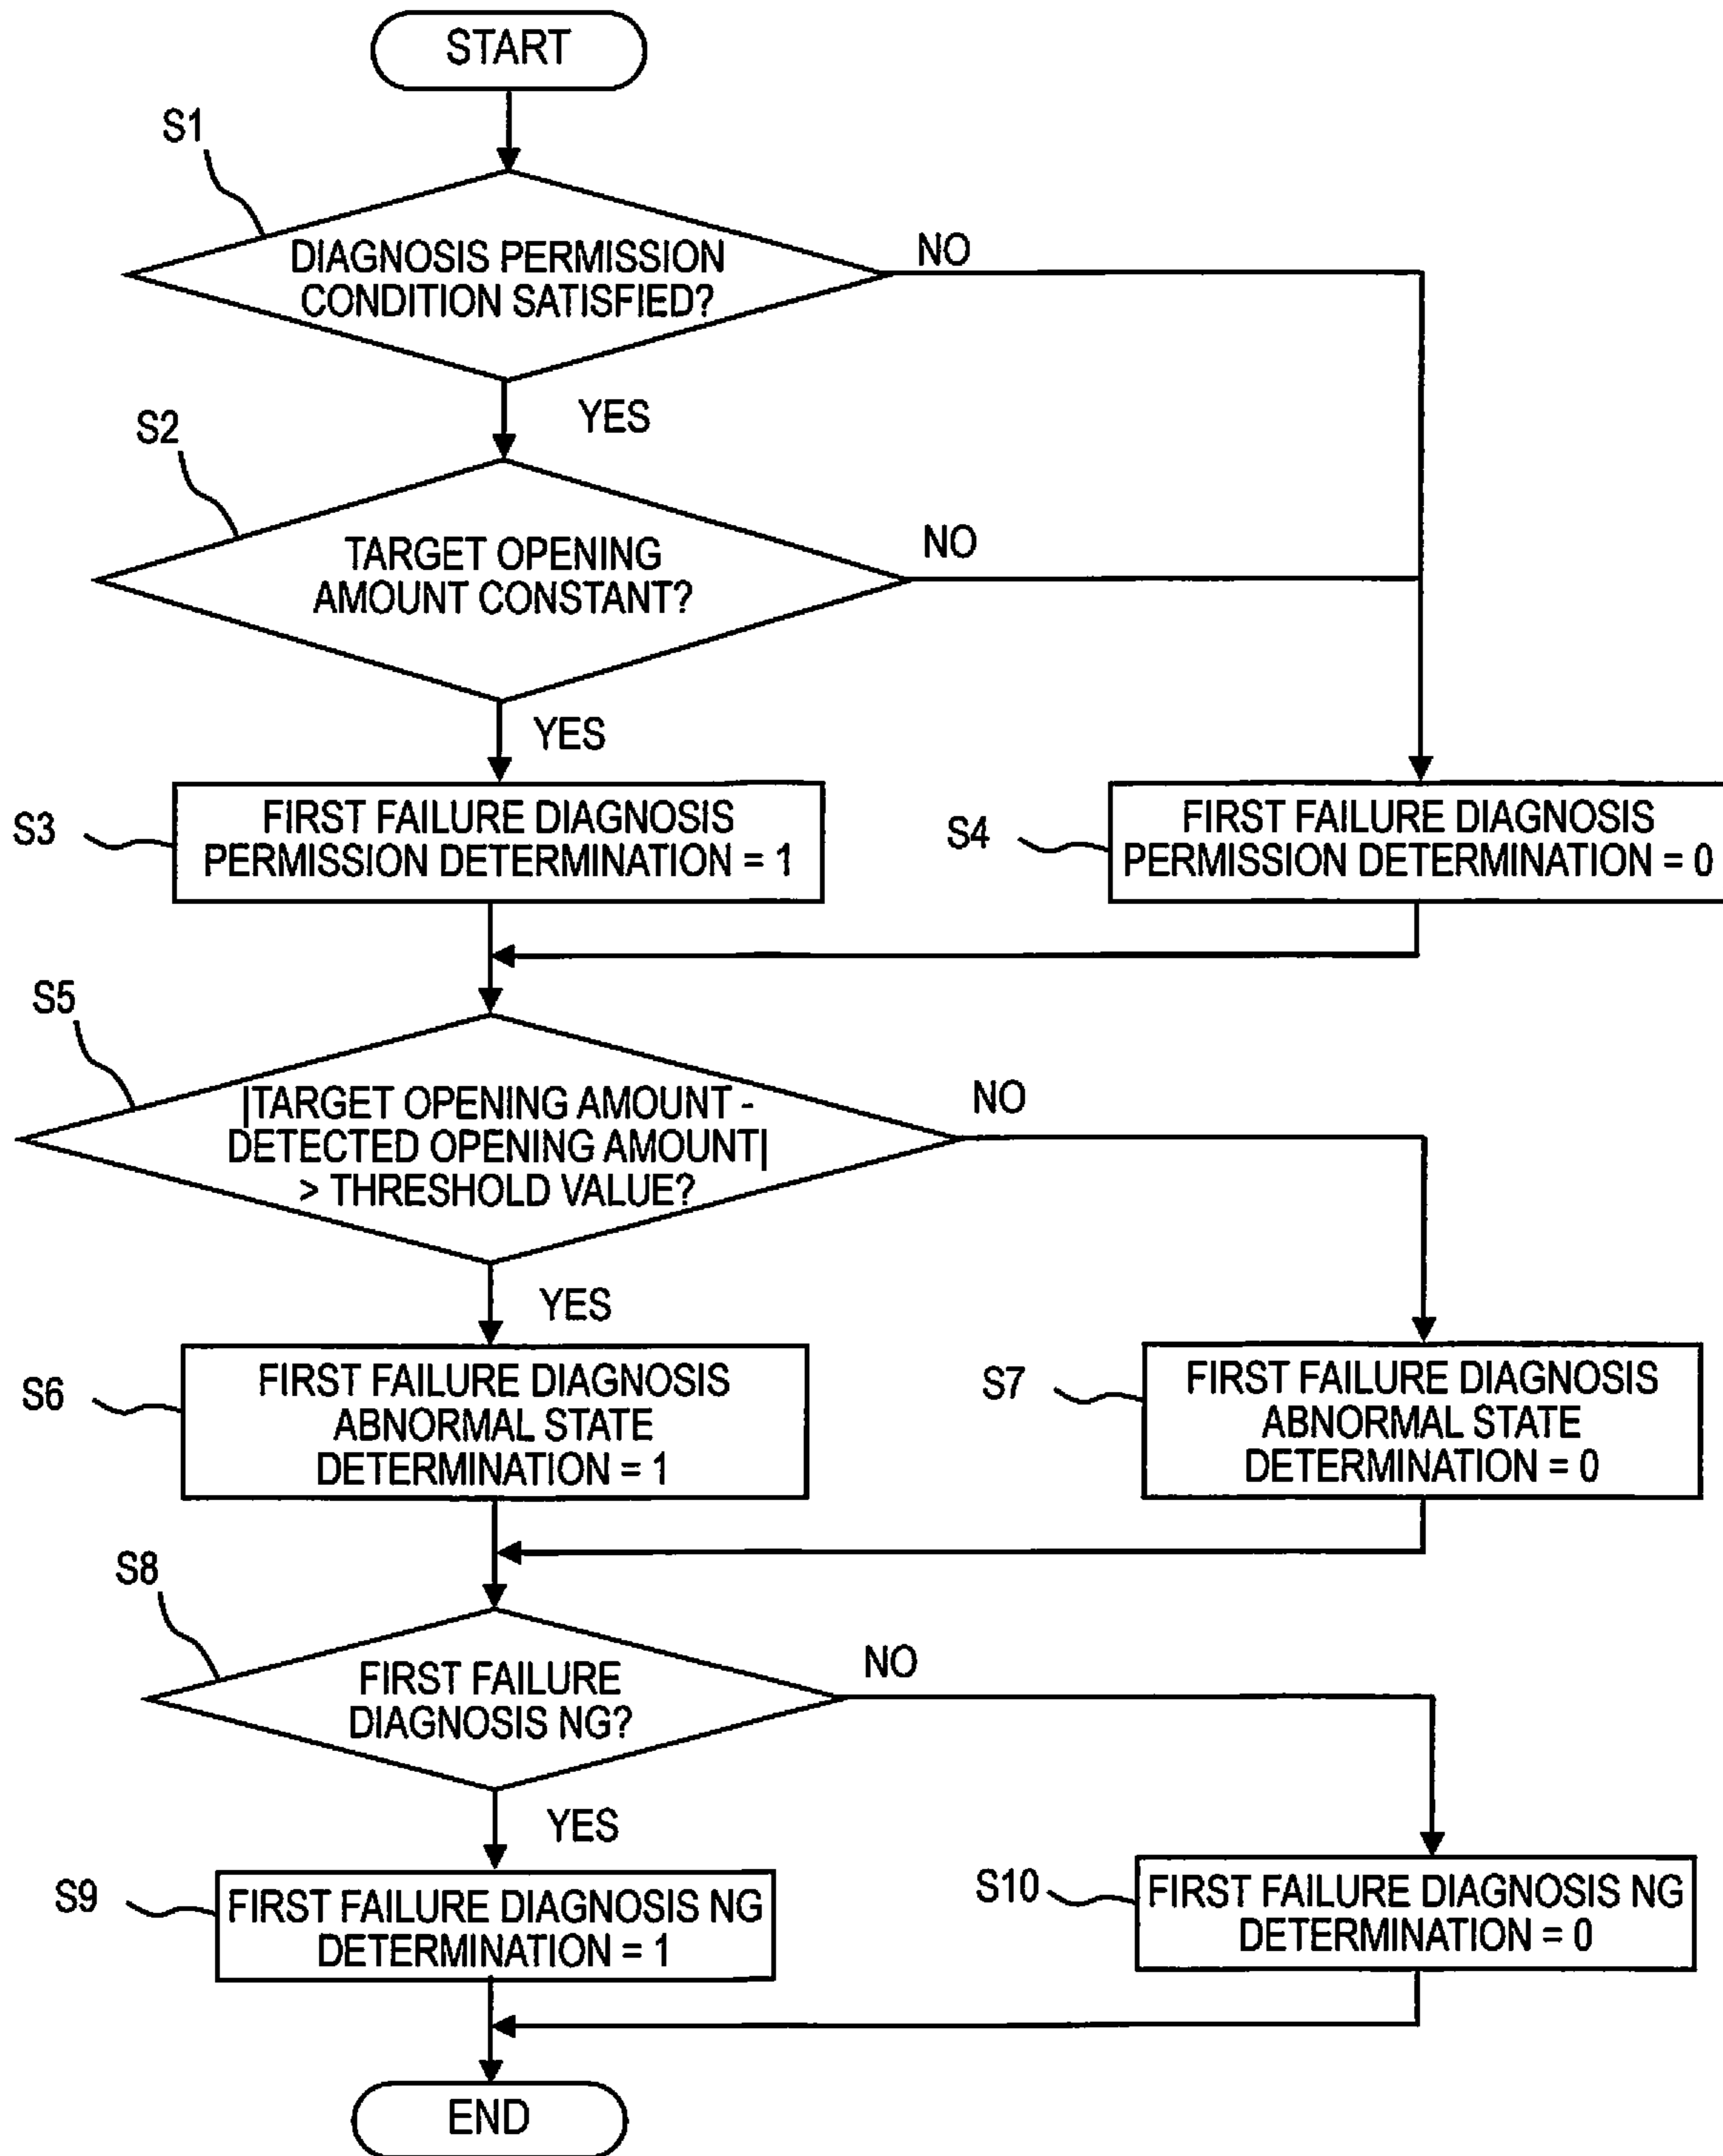 START
S1
DIAGNOSIS PERMISSION
CONDITION SATISFIED?
NO
YES
S2
TARGET OPENING
AMOUNT CONSTANT?
NO
YES
S3
FIRST FAILURE DIAGNOSIS
PERMISSION DETERMINATION = 1
S4
FIRST FAILURE DIAGNOSIS
PERMISSION DETERMINATION = 0
S5
|TARGET OPENING AMOUNT -
DETECTED OPENING AMOUNT|
> THRESHOLD VALUE?
NO
YES
S6
FIRST FAILURE DIAGNOSIS
ABNORMAL STATE
DETERMINATION = 1
S7
FIRST FAILURE DIAGNOSIS
ABNORMAL STATE
DETERMINATION = 0
S8
FIRST FAILURE
DIAGNOSIS NG?
NO
YES
S9
FIRST FAILURE DIAGNOSIS NG
DETERMINATION = 1
S10
FIRST FAILURE DIAGNOSIS NG
DETERMINATION = 0
END